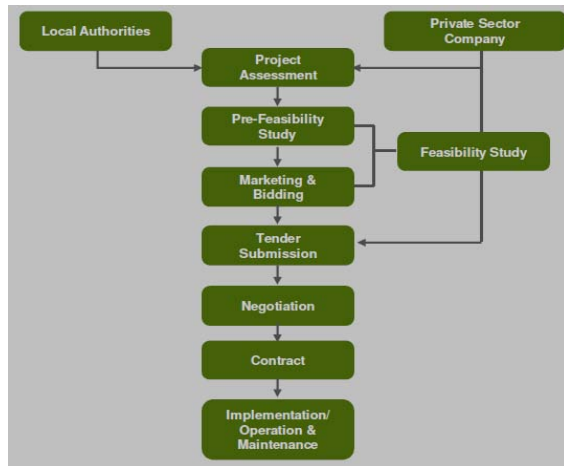 Local Authorities
Private Sector
Company
Project
Assessment
Pre-Feasibility
Study
Feasibility Study
Marketing &
Bidding
Tender
Submission
Negotiation
Contract
Implementation/
Operation &
Maintenance